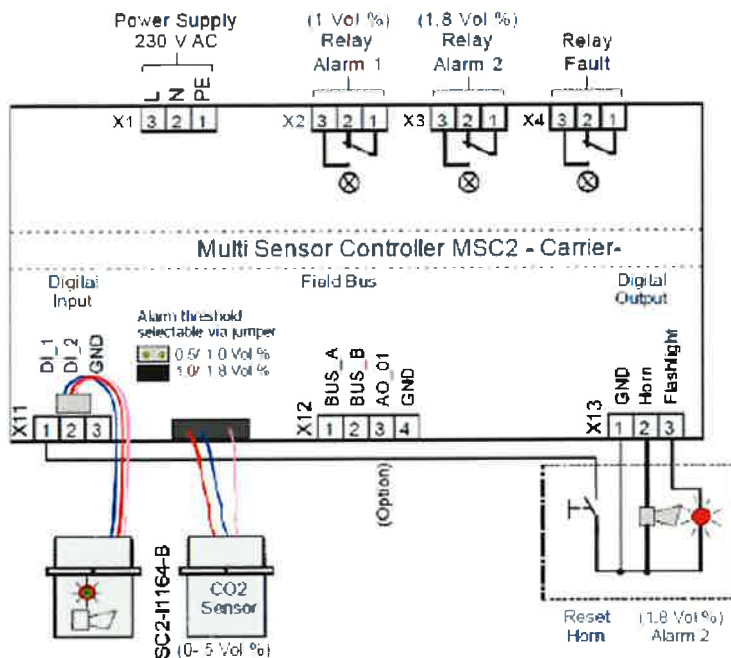 Power Supply
230 V AC
(1 Vol %)
Relay
Alarm 1
(1.8 Vol %)
Relay
Alarm 2
Relay
Fault
L
N
PE
X1 3 2 1
X2 3 2 1
X3 3 2 1
X4 3 2 1
Multi Sensor Controller MSC2 - Carrier-
Digital
Input
Field Bus
Digital
Output
Alarm threshold
selectable via jumper
0.5/ 1.0 Vol %
1.0/ 1.8 Vol %
DI_1
DI_2
GND
BUS_A
BUS_B
AO_01
GND
GND
Horn
Flashlight
X11 1 2 3
X12 1 2 3 4
X13 1 2 3
(Option)
SC2-I1164-B
CO2
Sensor
(0- 5 Vol %)
Reset
Horn
(1.8 Vol %)
Alarm 2